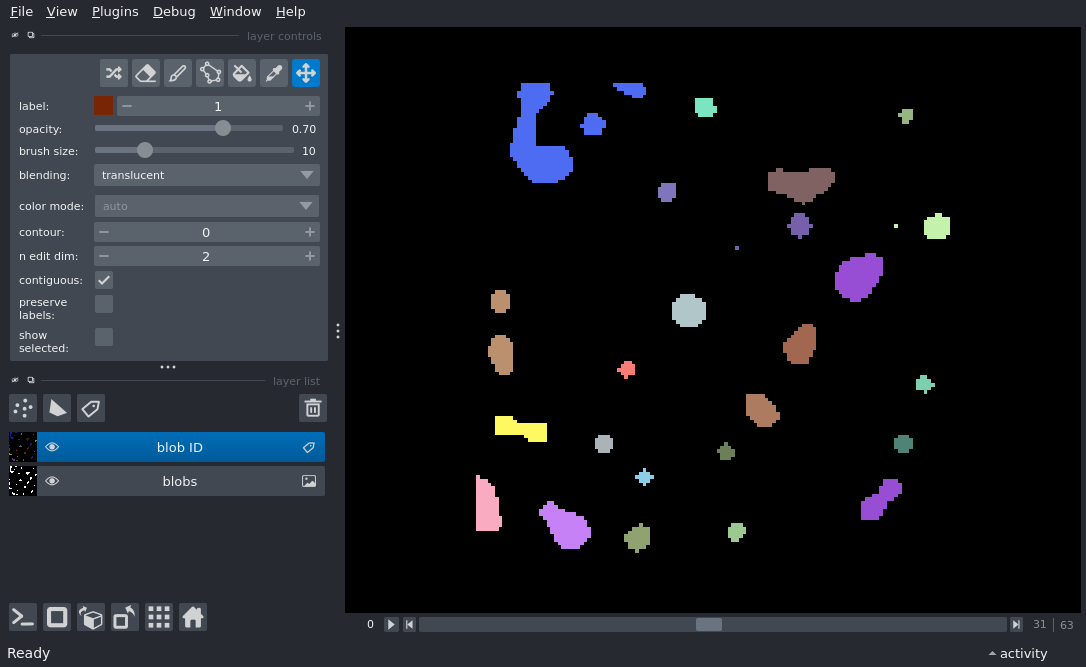 File View Plugins Debug Window Help
layer controls
label: 1
opacity: 0.70
brush size: 10
blending: translucent
color mode: auto
contour: 0
n edit dim: 2
contiguous:
preserve
labels:
show
selected:
layer list
blob ID
blobs
0 31 | 63
Ready activity